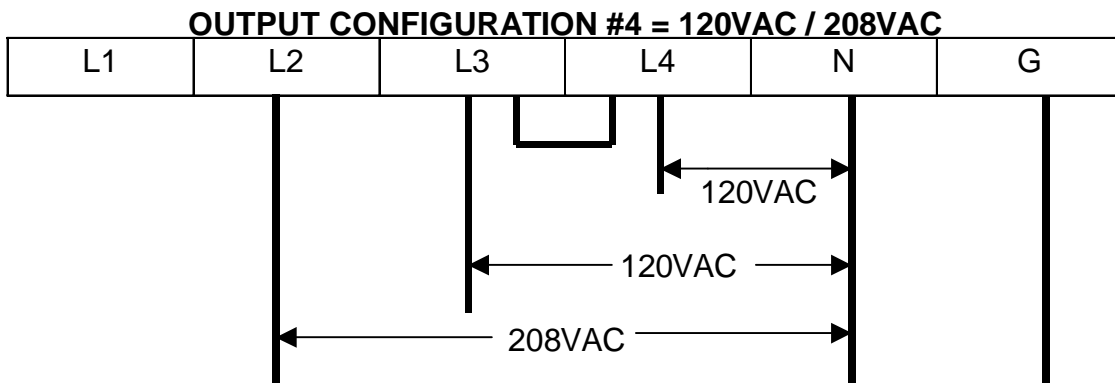 OUTPUT CONFIGURATION #4 = 120VAC / 208VAC
L1 L2 L3 L4 N G
120VAC
120VAC
208VAC